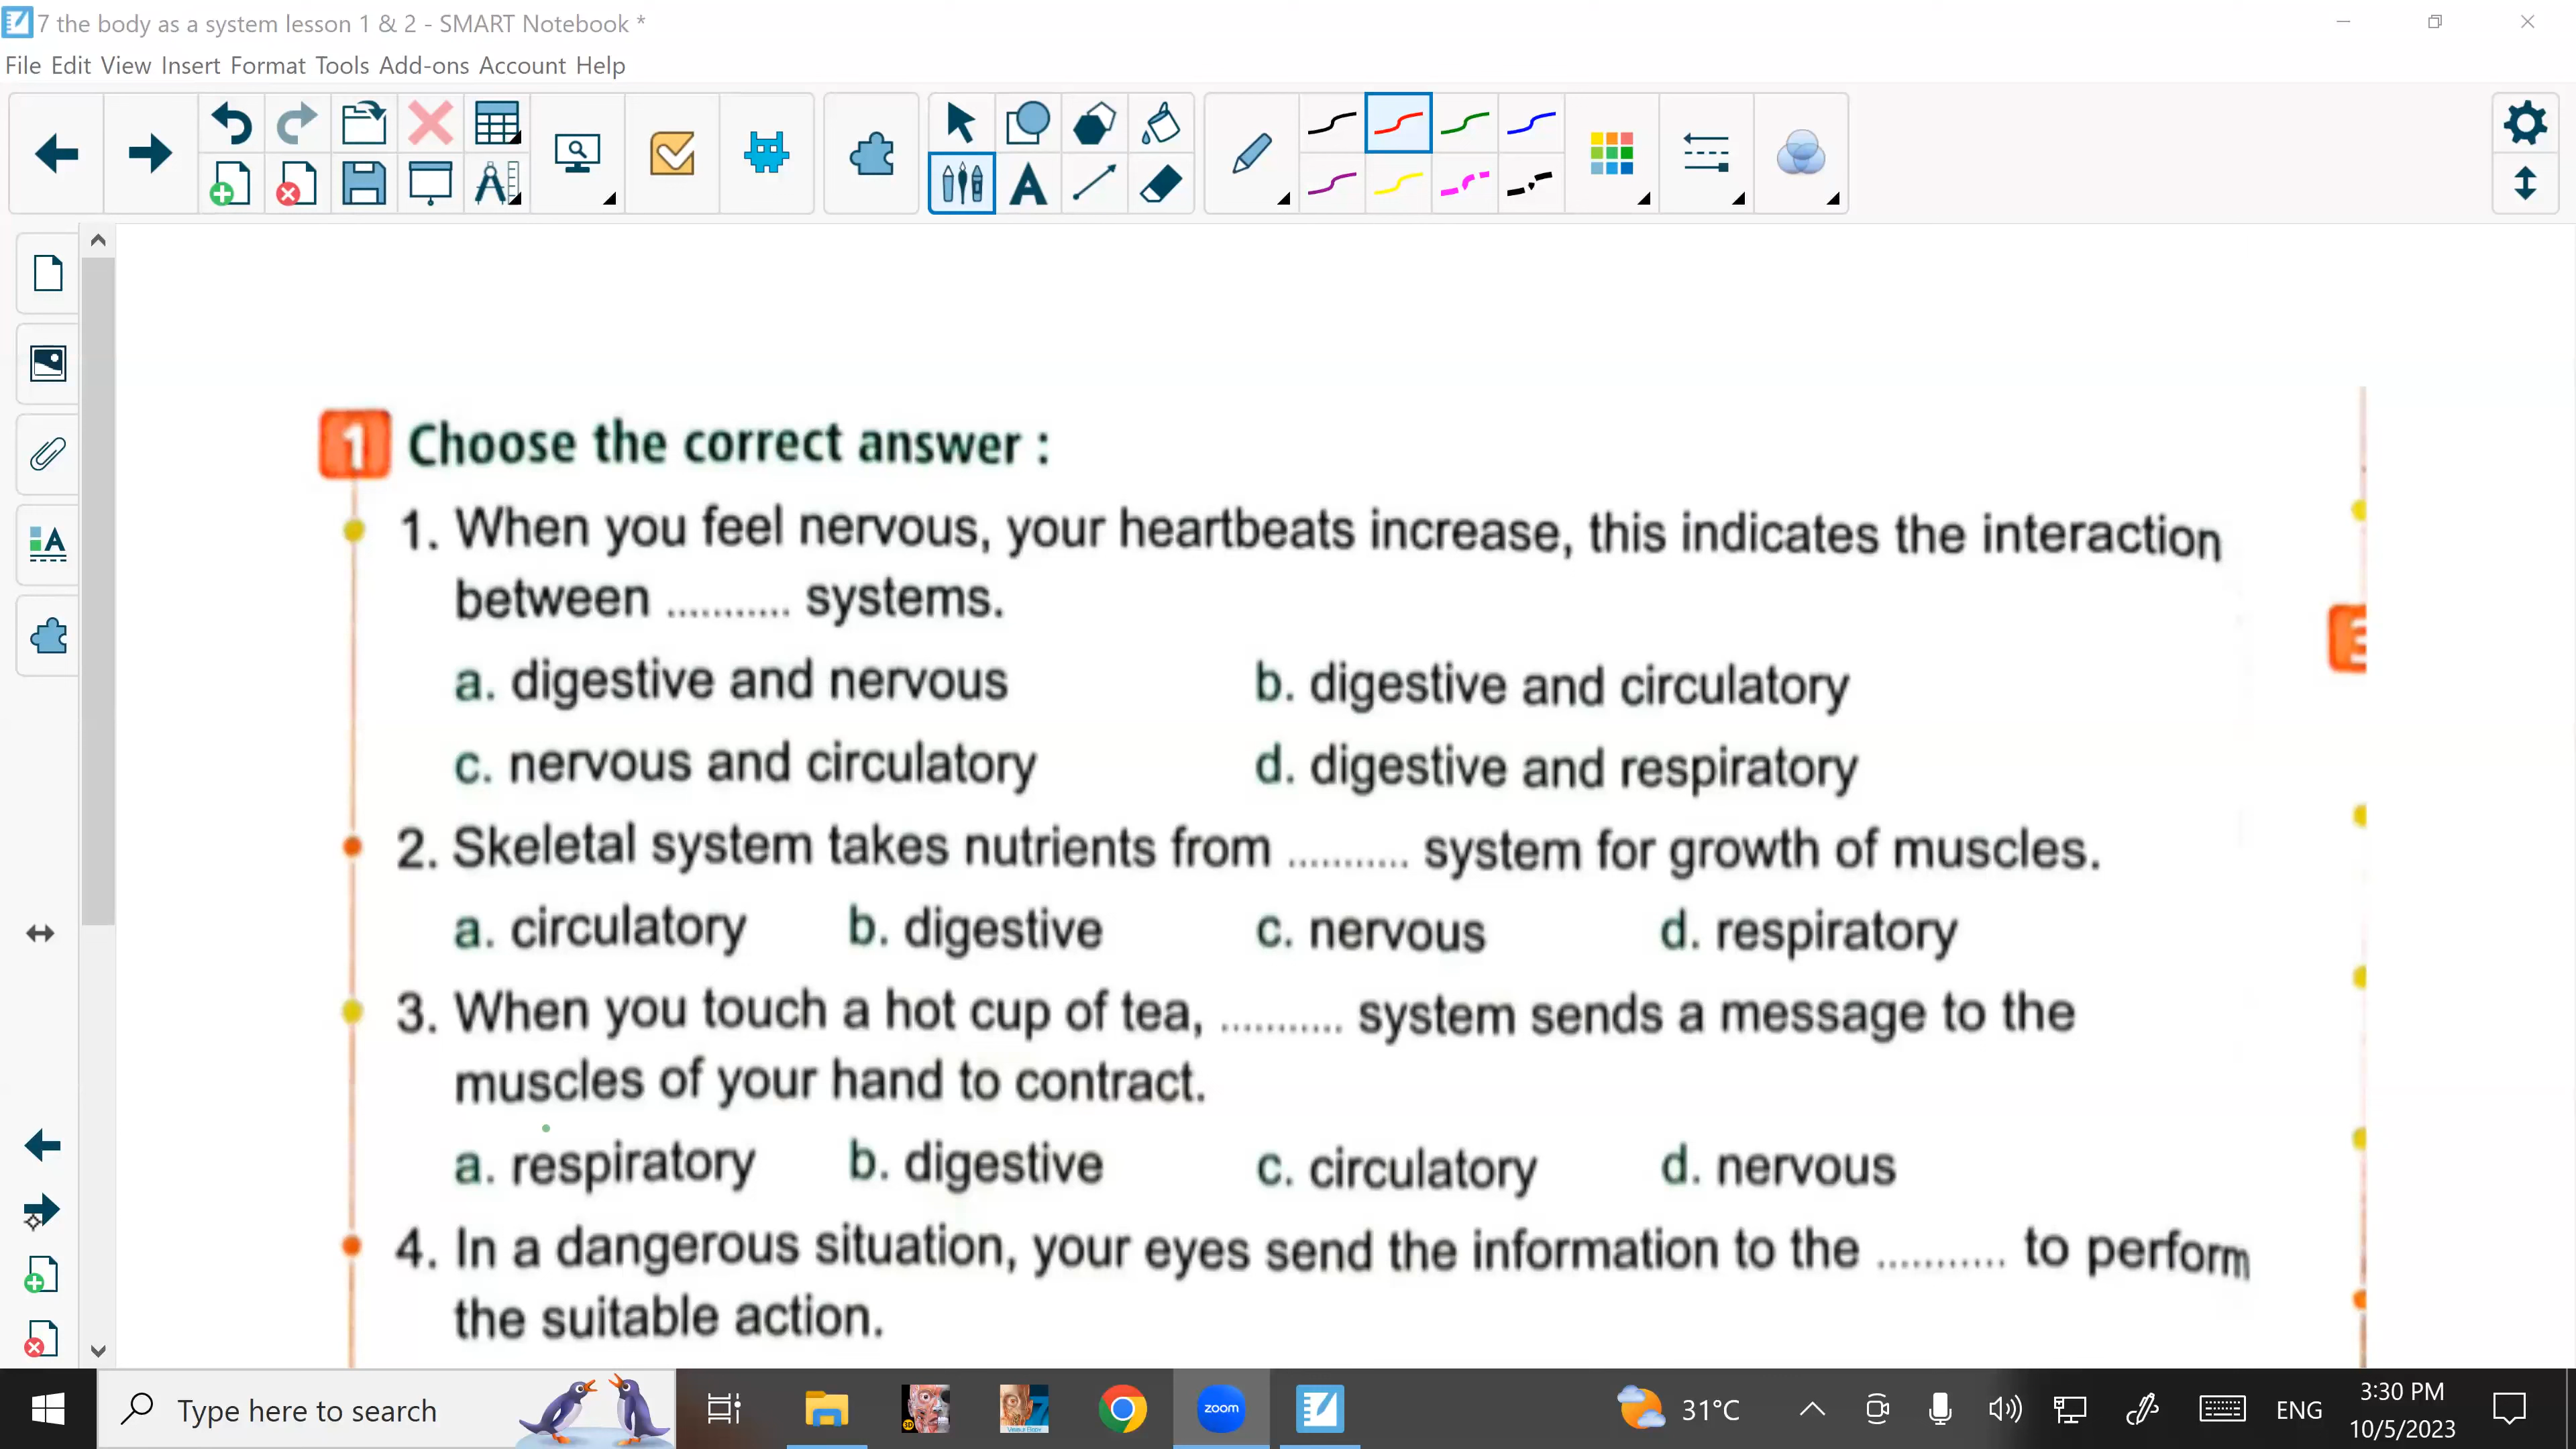 7 the body as a system lesson 1 & 2 - SMART Notebook *
File Edit View Insert Format Tools Add-ons Account Help
1 Choose the correct answer :
1. When you feel nervous, your heartbeats increase, this indicates the interaction
between ........... systems.
a. digestive and nervous b. digestive and circulatory
c. nervous and circulatory d. digestive and respiratory
2. Skeletal system takes nutrients from ........... system for growth of muscles.
a. circulatory b. digestive c. nervous d. respiratory
3. When you touch a hot cup of tea, ........... system sends a message to the
muscles of your hand to contract.
a. respiratory b. digestive c. circulatory d. nervous
4. In a dangerous situation, your eyes send the information to the ........... to perform
the suitable action.
Type here to search
zoom
31°C
ENG
3:30 PM
10/5/2023